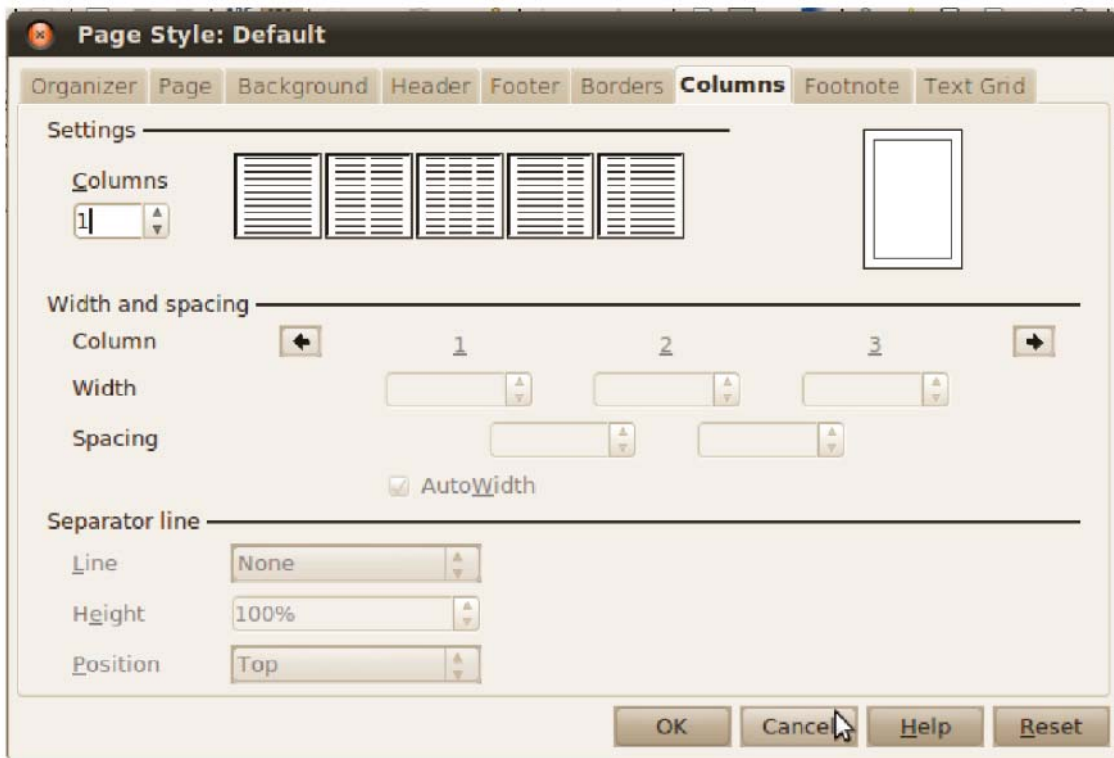 Page Style: Default
Organizer Page Background Header Footer Borders Columns Footnote Text Grid
Settings
Columns
1
Width and spacing
Column 1 2 3
Width
Spacing
AutoWidth
Separator line
Line None
Height 100%
Position Top
OK Cancel Help Reset